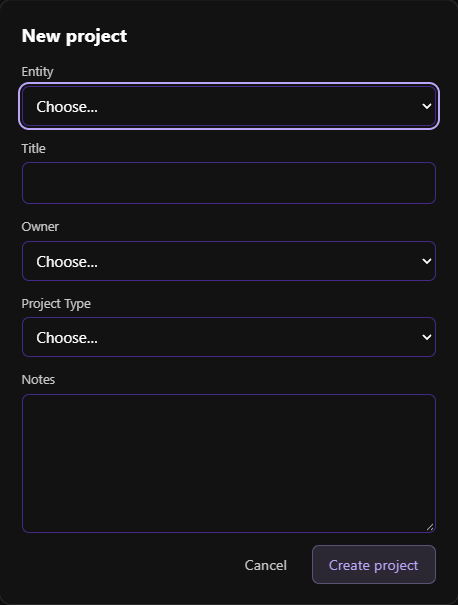 New project
Entity
Choose...
Title
Owner
Choose...
Project Type
Choose...
Notes
Cancel
Create project